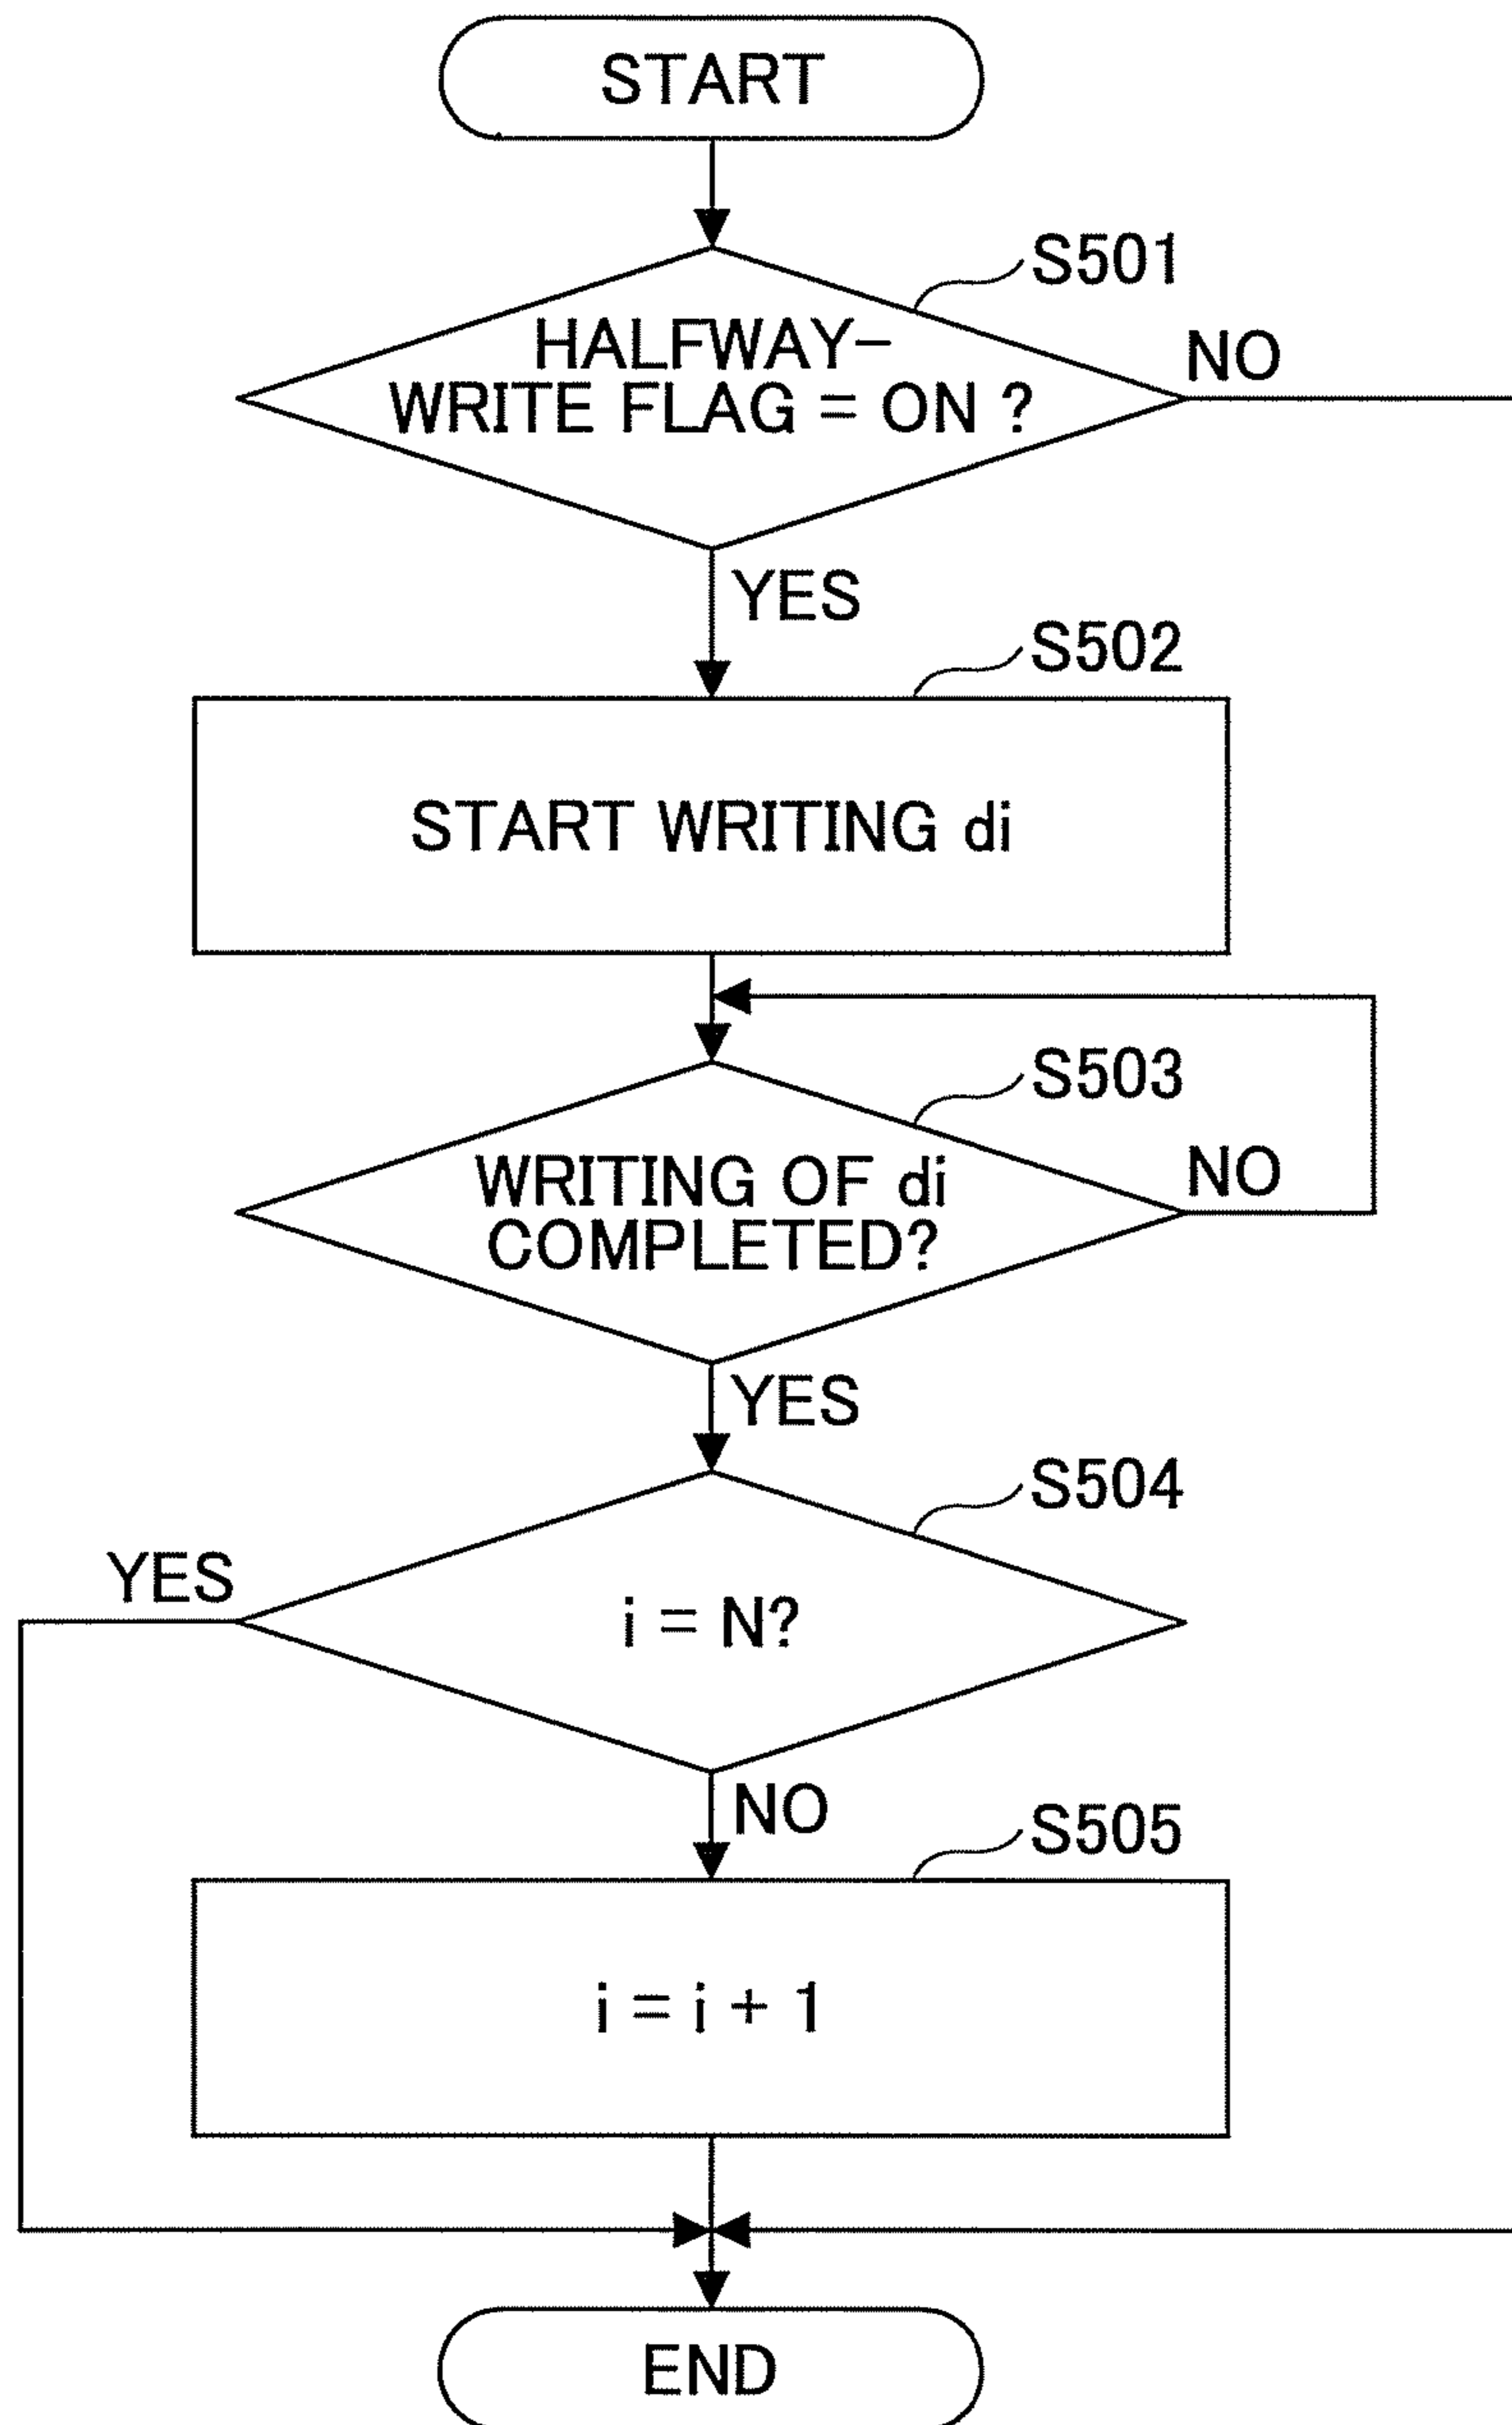 START
S501
HALFWAY-
WRITE FLAG = ON ?
NO
YES
S502
START WRITING di
S503
WRITING OF di
COMPLETED?
NO
YES
S504
YES
i = N?
NO
S505
i = i + 1
END